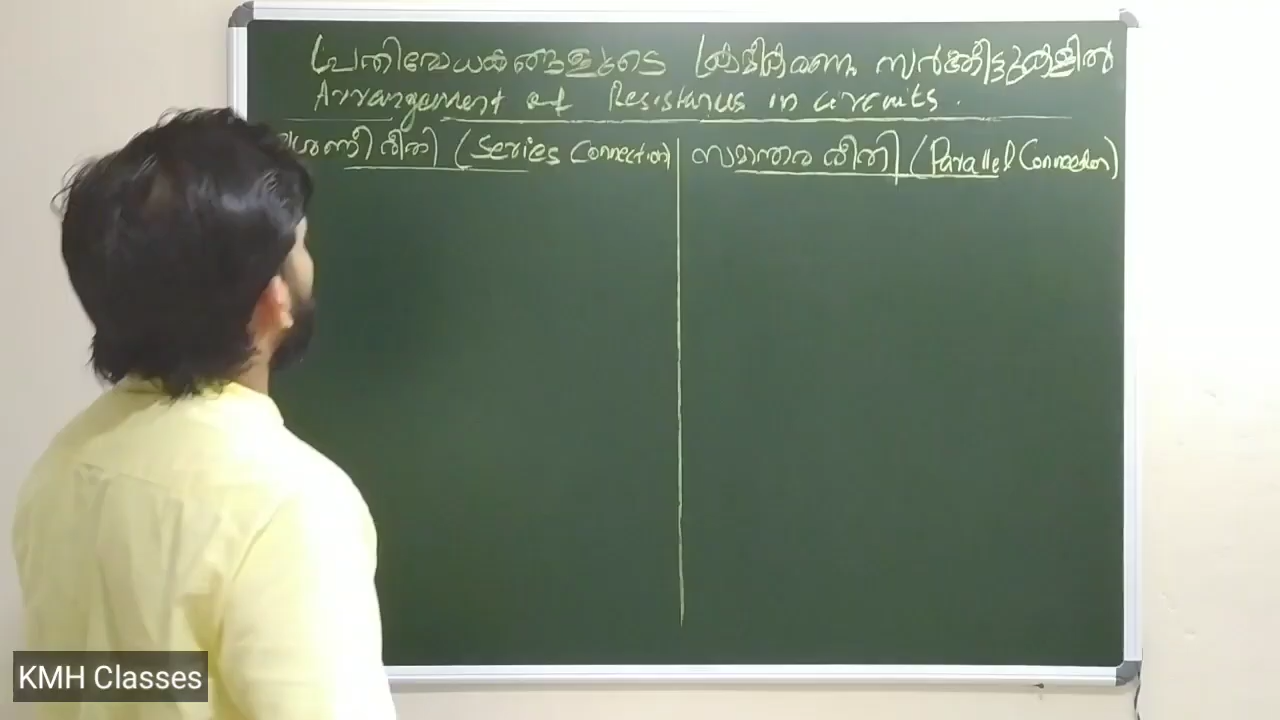 പ്രതിരോധകങ്ങളുടെ ക്രമീകരണം സർക്കീട്ടുകളിൽ
Arrangement of Resistances in circuits.
ശ്രേണീരീതി (Series Connection)
സമാന്തര രീതി (Parallel Connection)
KMH Classes